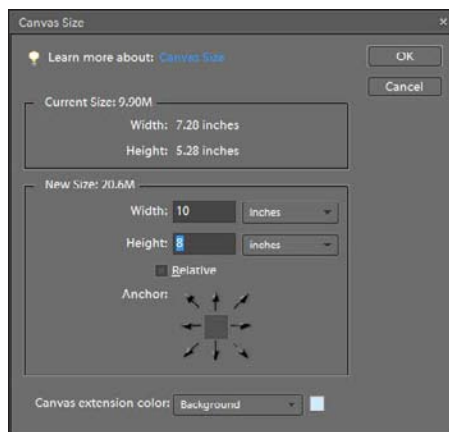 Canvas Size
Learn more about: Canvas Size
OK
Cancel
Current Size: 9.90M
Width: 7.20 inches
Height: 5.28 inches
New Size: 20.6M
Width: 10 inches
Height: 8 inches
Relative
Anchor:
Canvas extension color: Background